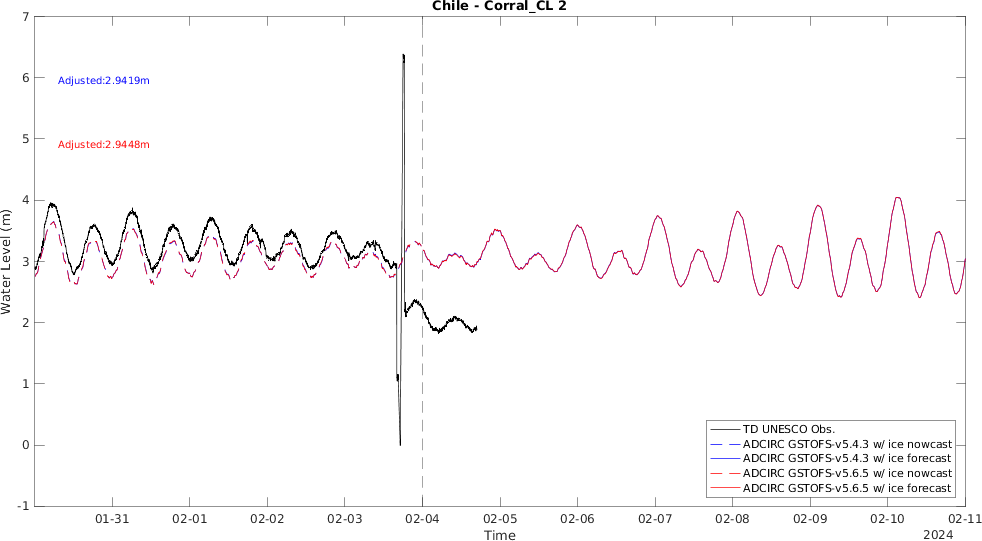 Chile - Corral_CL 2
Adjusted:2.9419m
Adjusted:2.9448m
Water Level (m)
7
6
5
4
3
2
1
0
-1
TD UNESCO Obs.
ADCIRC GSTOFS-v5.4.3 w/ ice nowcast
ADCIRC GSTOFS-v5.4.3 w/ ice forecast
ADCIRC GSTOFS-v5.6.5 w/ ice nowcast
ADCIRC GSTOFS-v5.6.5 w/ ice forecast
01-31 02-01 02-02 02-03 02-04 02-05 02-06 02-07 02-08 02-09 02-10 02-11
Time
2024